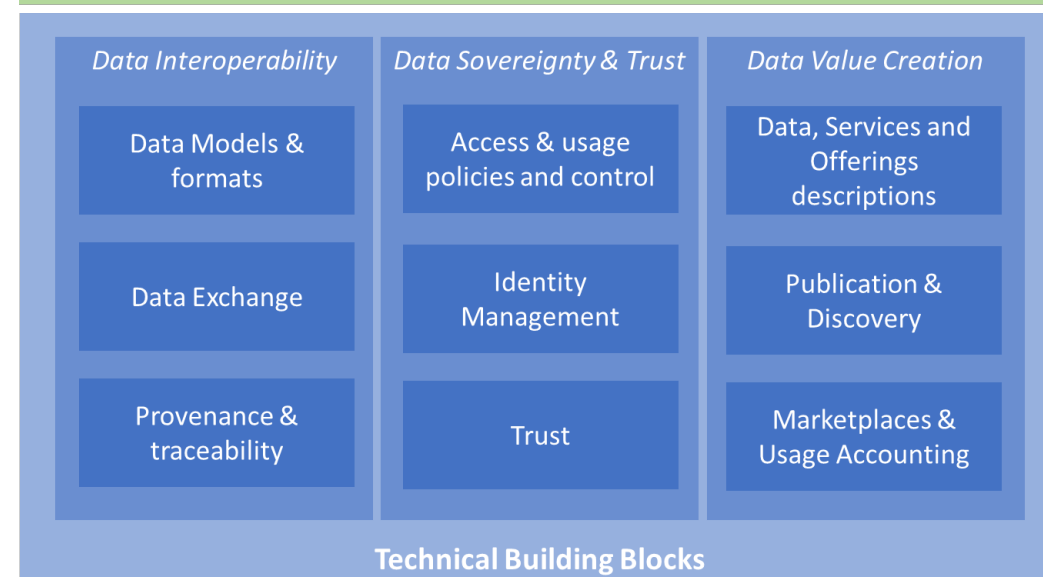 Data Interoperability
Data Models &
formats
Data Exchange
Provenance &
traceability
Data Sovereignty & Trust
Access & usage
policies and control
Identity
Management
Trust
Data Value Creation
Data, Services and
Offerings
descriptions
Publication &
Discovery
Marketplaces &
Usage Accounting
Technical Building Blocks